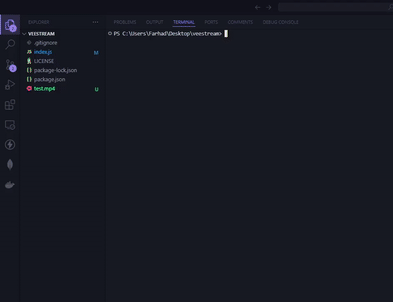 EXPLORER
VEESTREAM
.gitignore
JS index.js M
LICENSE
{} package-lock.json
{} package.json
test.mp4 U
PROBLEMS OUTPUT TERMINAL PORTS COMMENTS DEBUG CONSOLE
PS C:\Users\Farhad\Desktop\veestream>